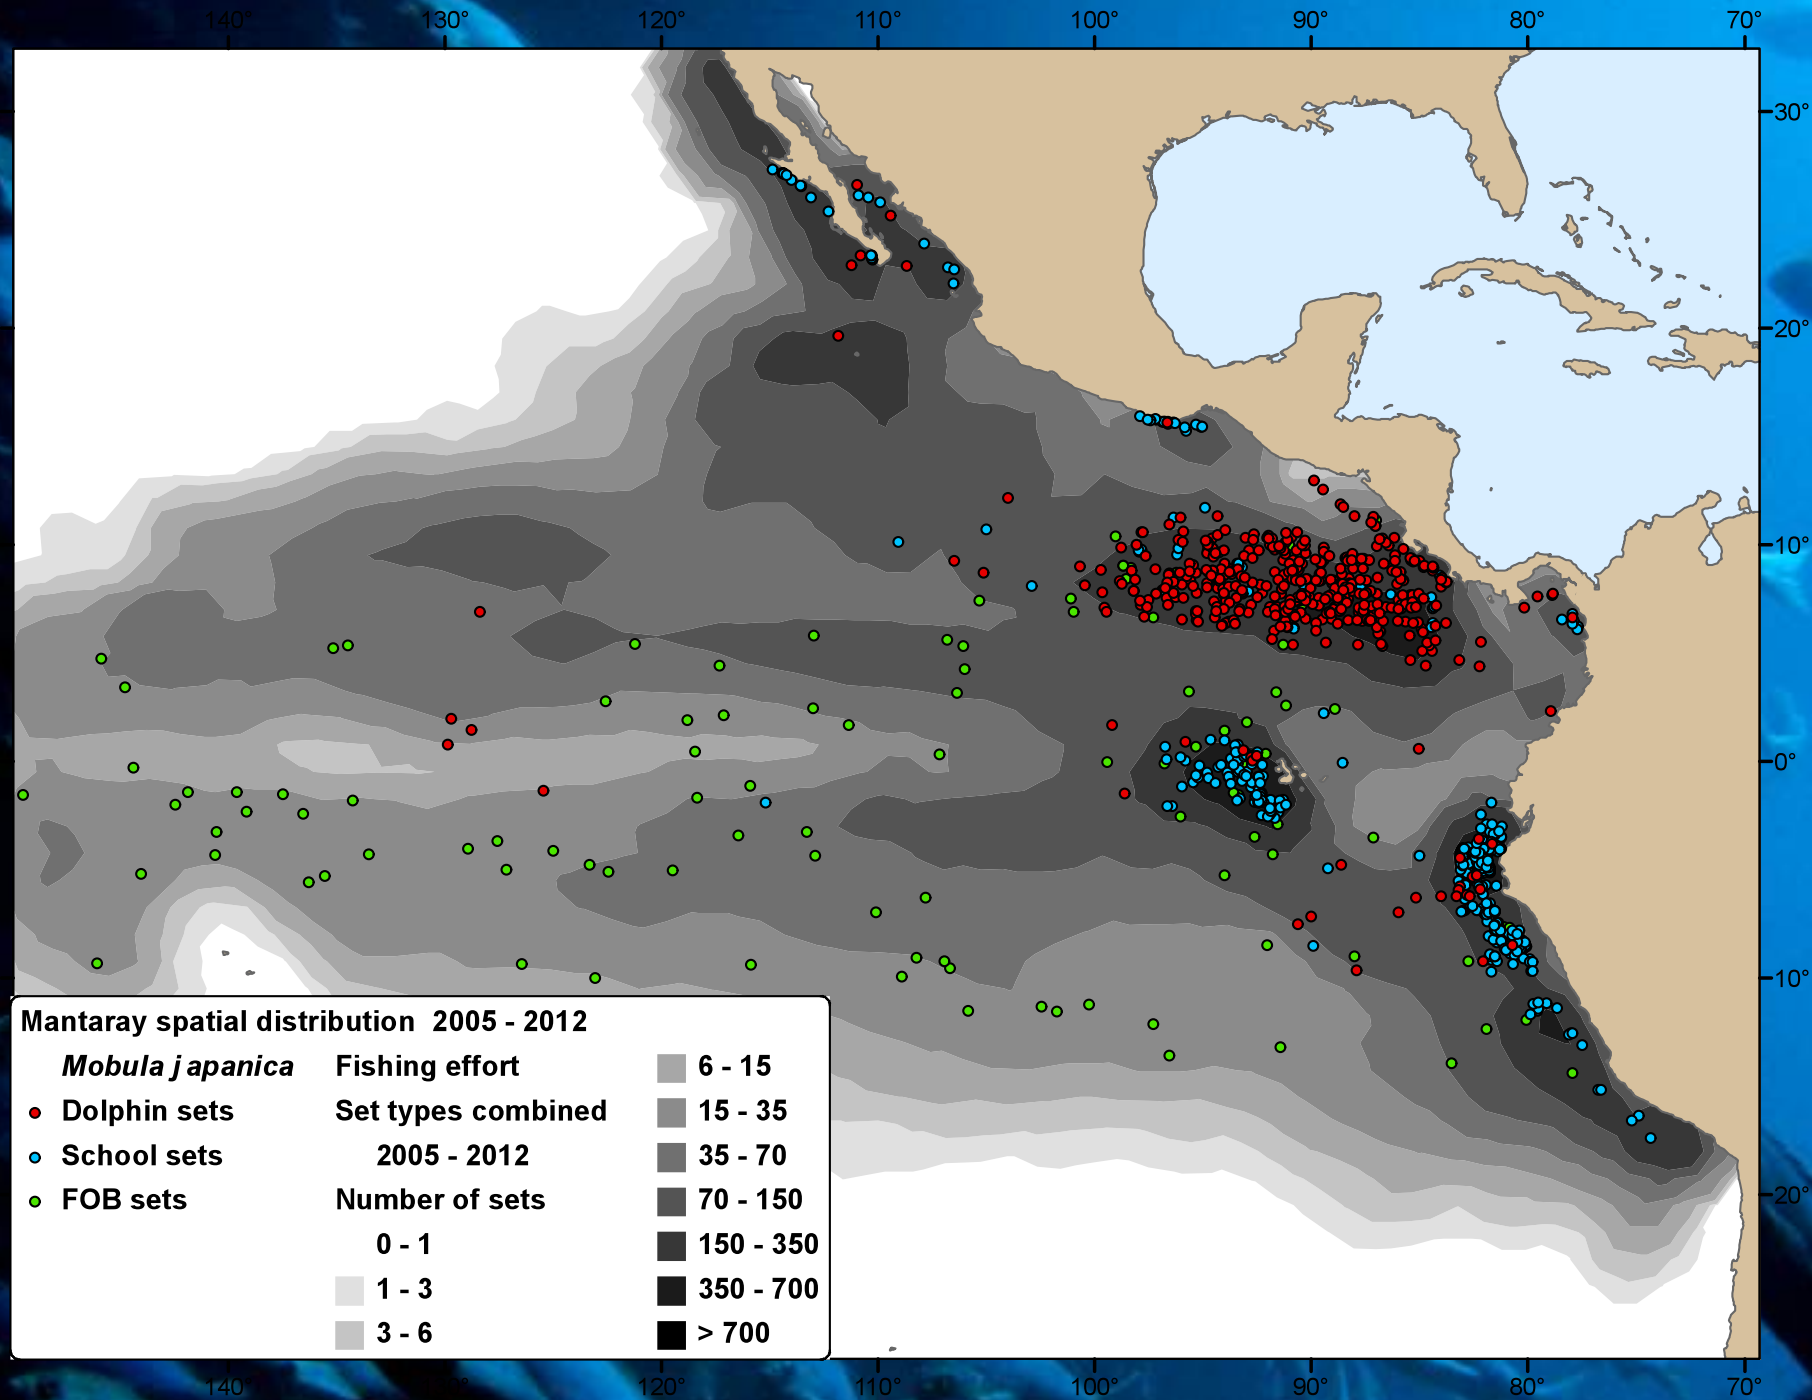 140° 130° 120° 110° 100° 90° 80° 70°
30°
20°
10°
0°
10°
20°
Mantaray spatial distribution 2005 - 2012
Mobula japanica
Dolphin sets
School sets
FOB sets
Fishing effort
Set types combined
2005 - 2012
Number of sets
0 - 1
1 - 3
3 - 6
6 - 15
15 - 35
35 - 70
70 - 150
150 - 350
350 - 700
> 700
140° 120° 110° 100° 90° 80° 70°